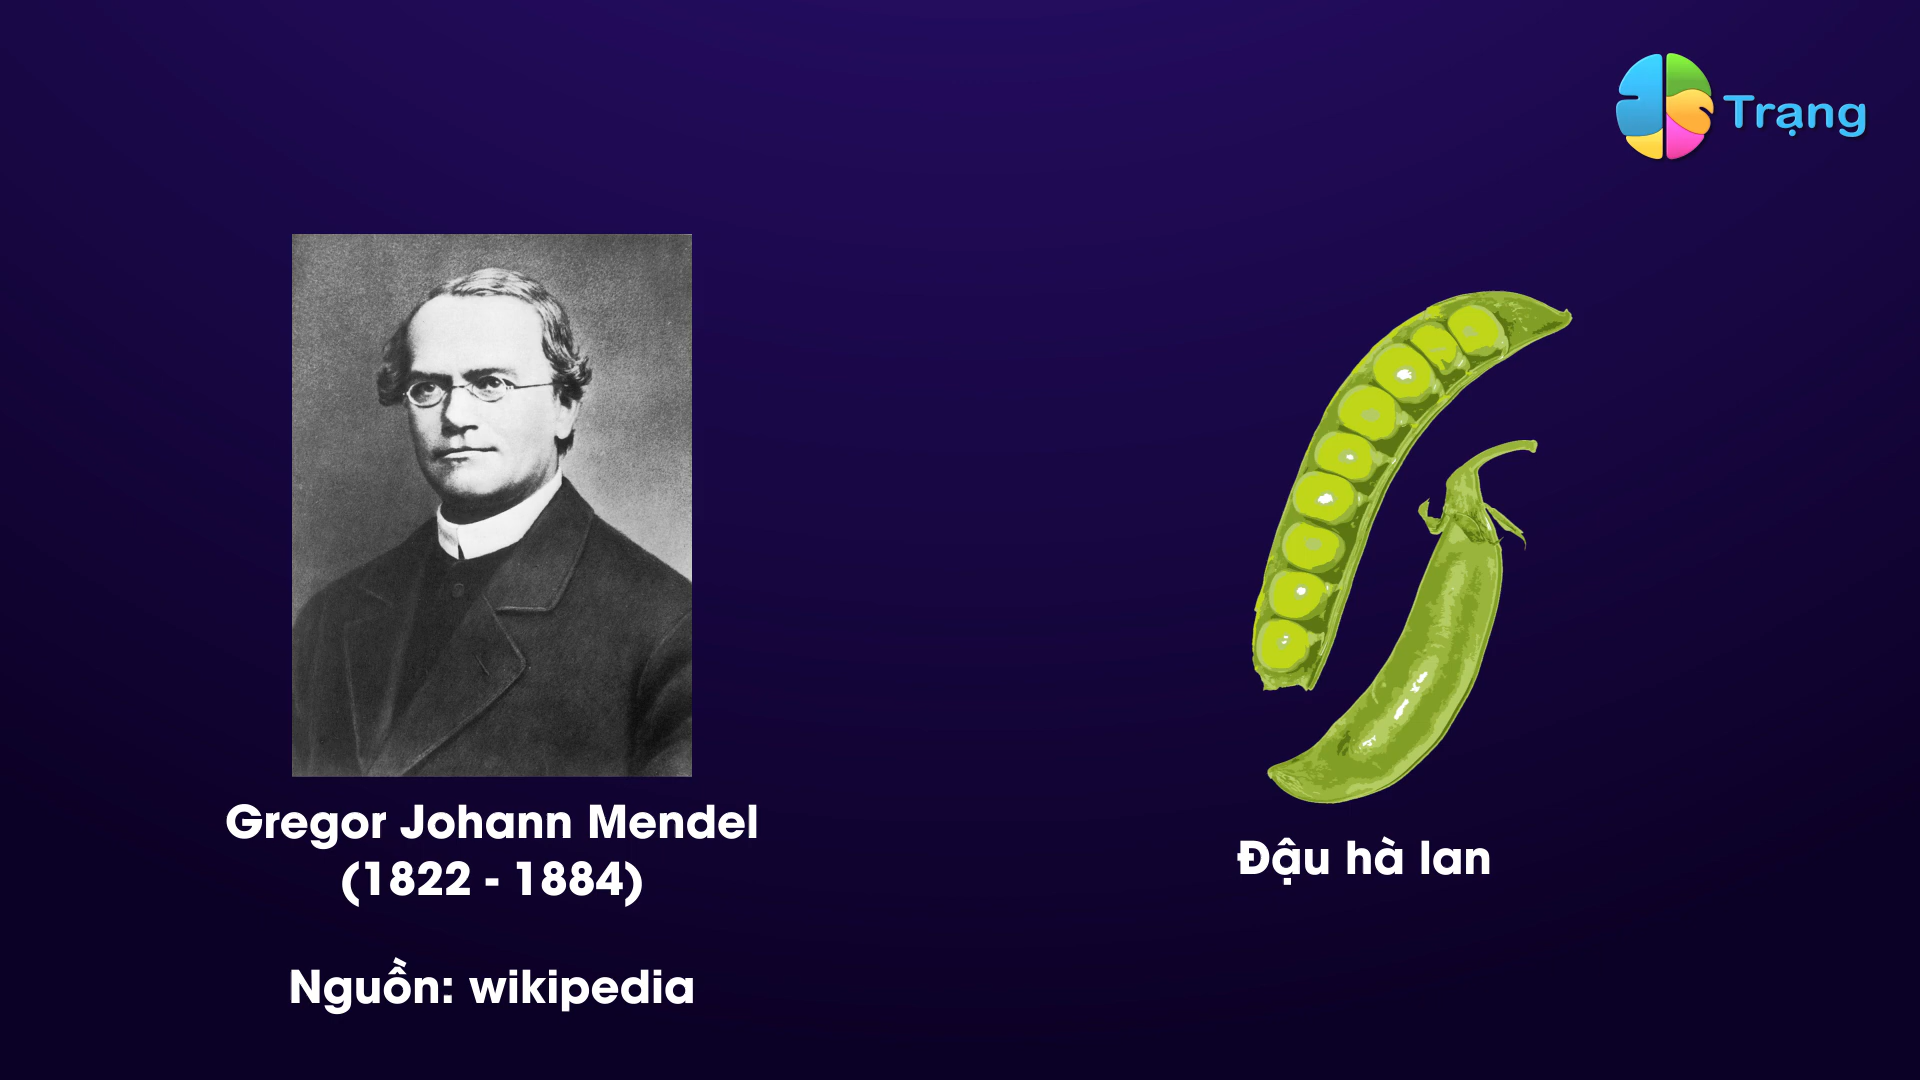 Trạng
Gregor Johann Mendel
(1822 - 1884)
Nguồn: wikipedia
Đậu hà lan